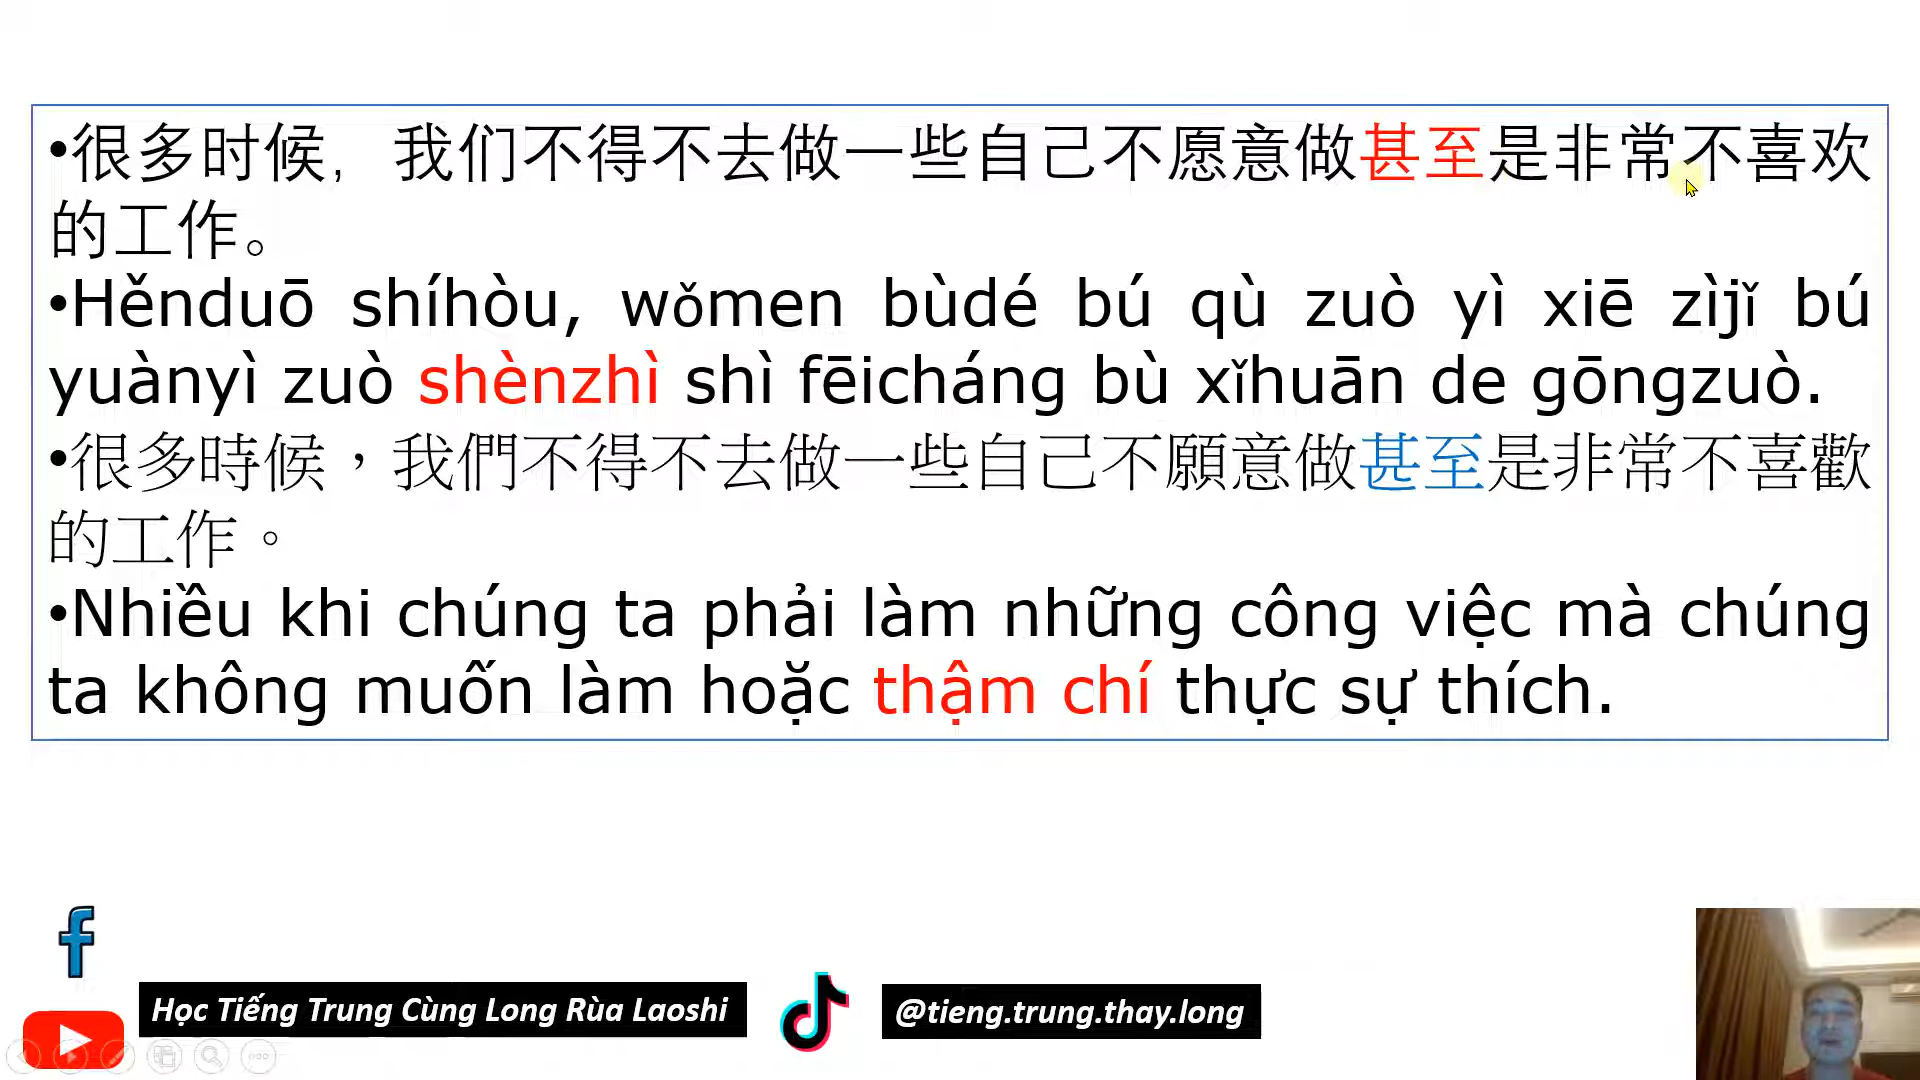 •很多时候，我们不得不去做一些自己不愿意做甚至是非常不喜欢
的工作。
•Hěnduō shíhòu, wǒmen bùdé bú qù zuò yì xiē zìjǐ bú
yuànyì zuò shènzhì shì fēicháng bù xǐhuān de gōngzuò.
•很多時候，我們不得不去做一些自己不願意做甚至是非常不喜歡
的工作。
•Nhiều khi chúng ta phải làm những công việc mà chúng
ta không muốn làm hoặc thậm chí thực sự thích.
Học Tiếng Trung Cùng Long Rùa Laoshi
@tieng.trung.thay.long